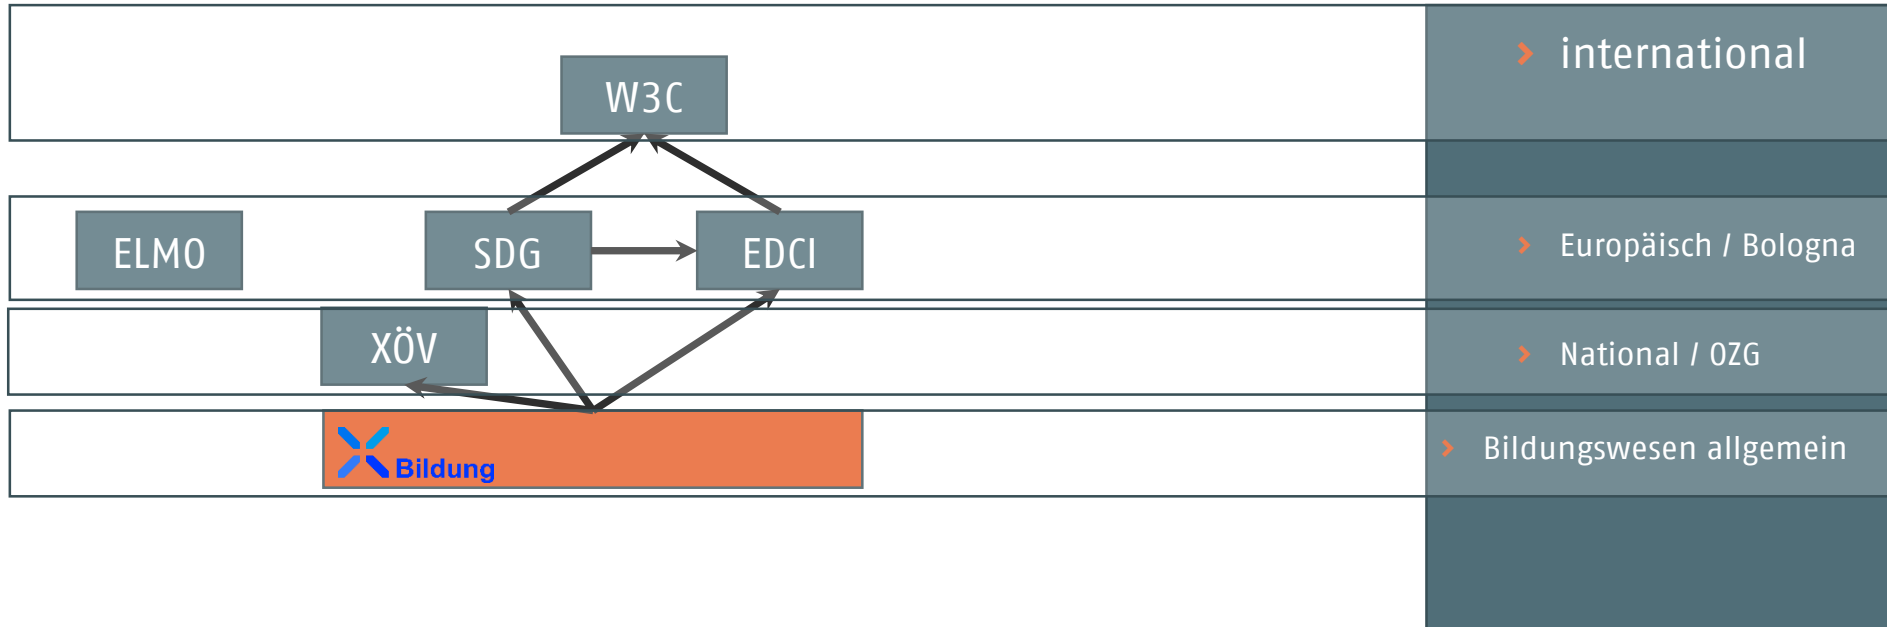 international
W3C
ELMO
SDG
EDCI
Europäisch / Bologna
XÖV
National / OZG
Bildung
Bildungswesen allgemein